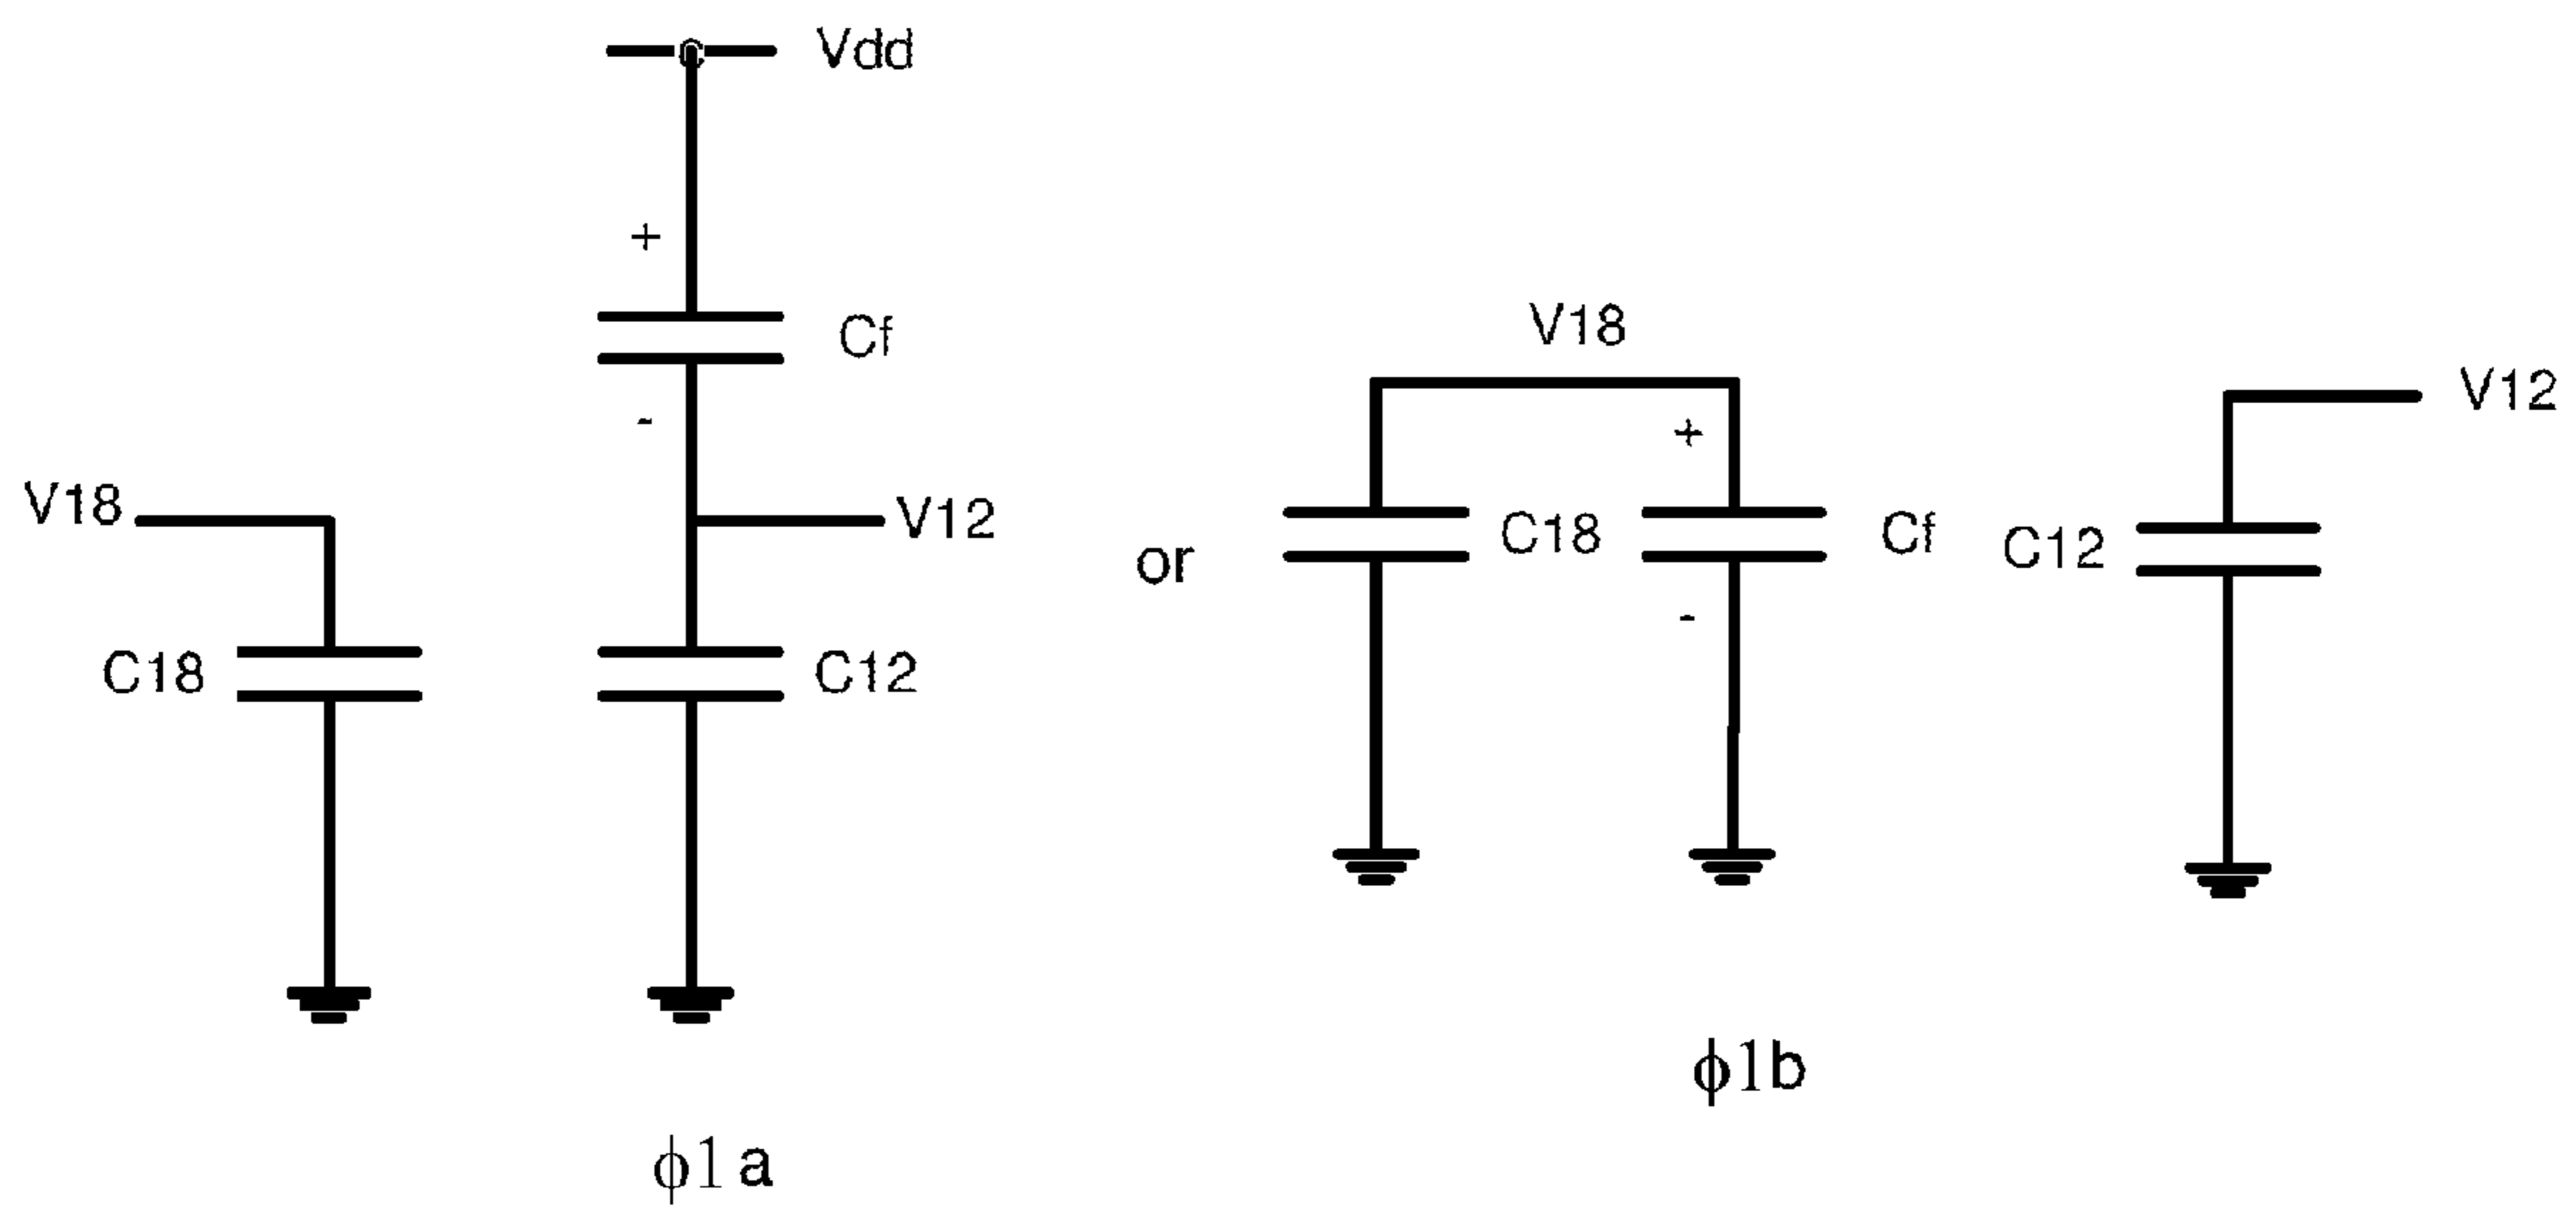 Vdd
+
Cf
-
V18
V12
C18
C12
ϕ1a
or
V18
+
C18
Cf
-
C12
V12
ϕ1b